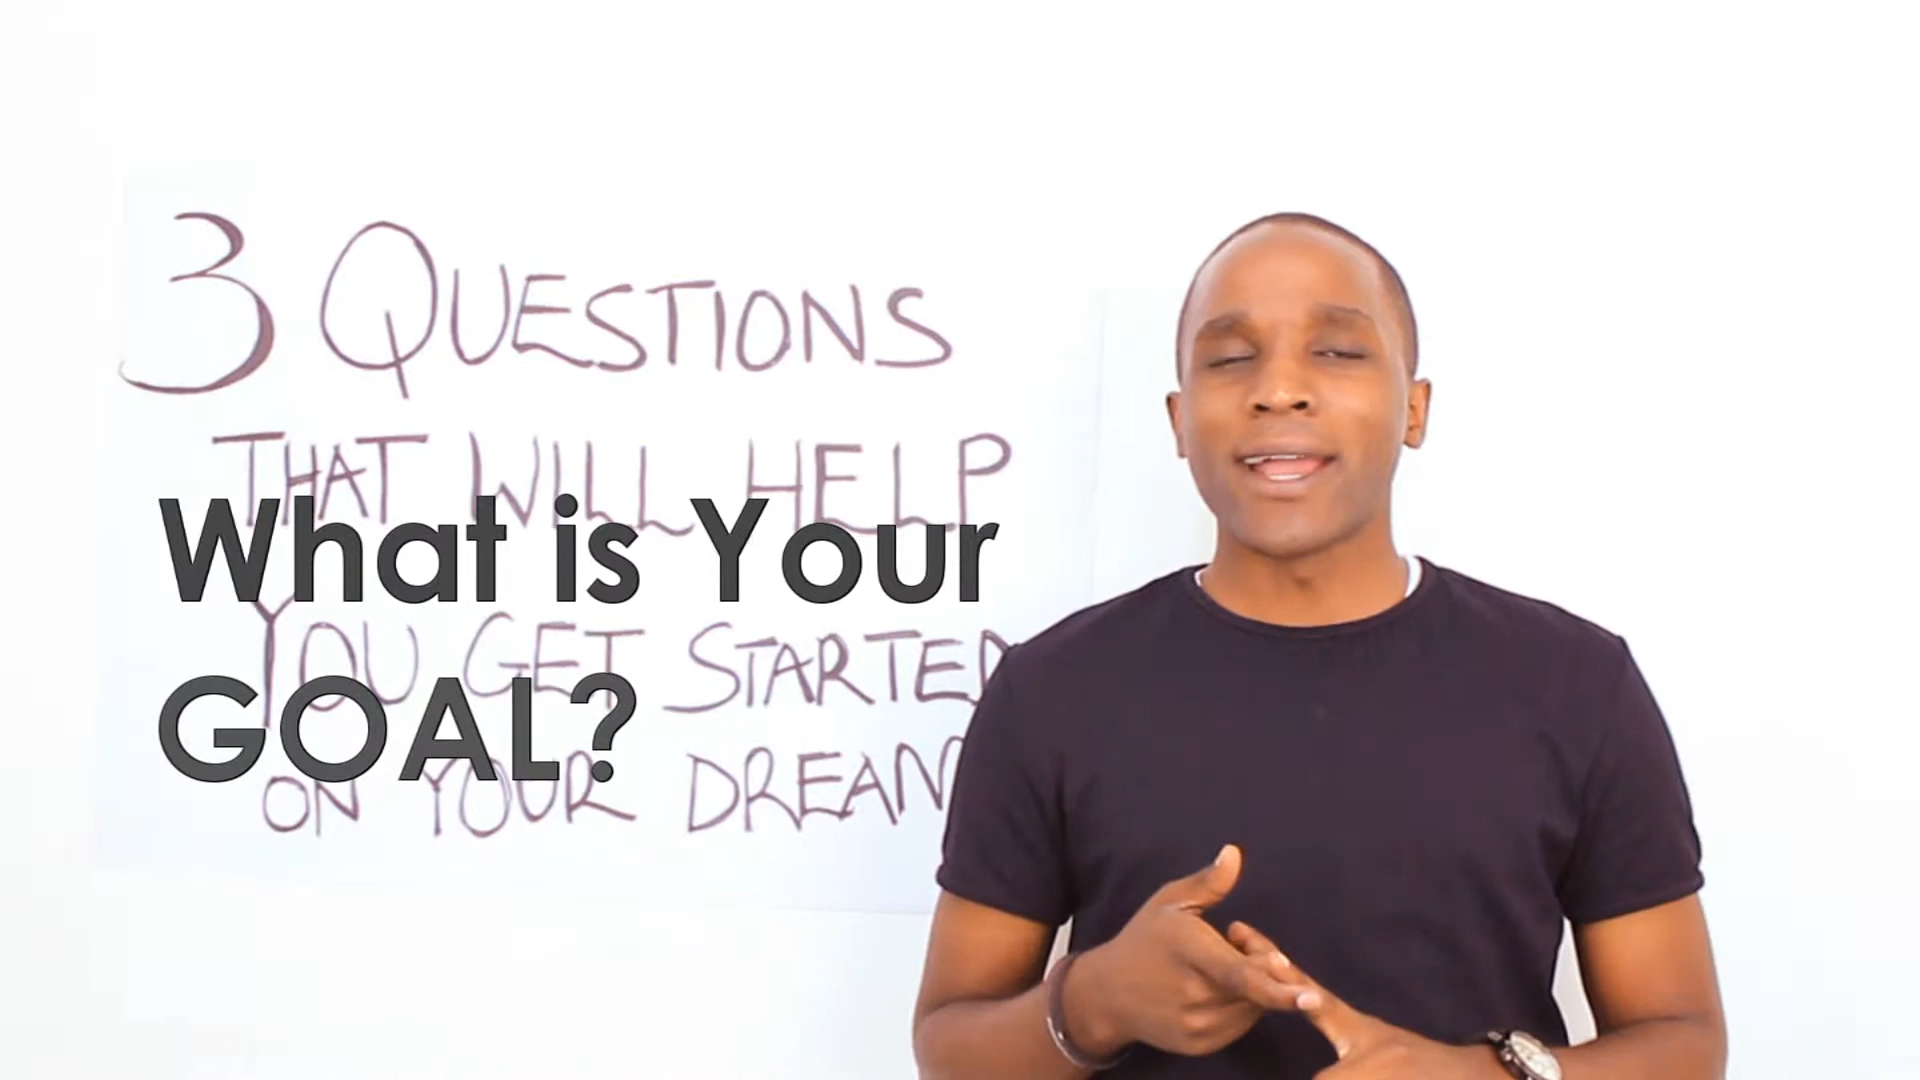 3 QUESTIONS
THAT WILL HELP
What is Your
YOU GET STARTED
GOAL?
ON YOUR DREAM